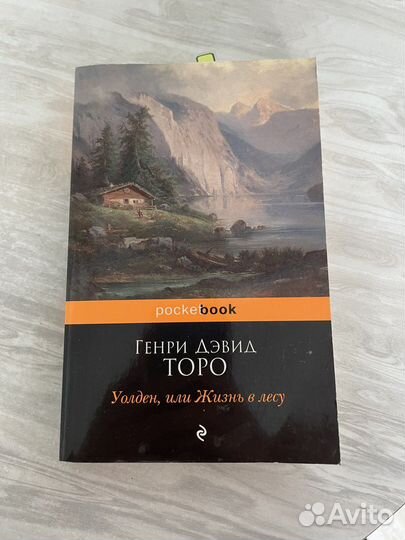 pocketbook
ГЕНРИ ДЭВИД
ТОРО
Уолден, или Жизнь в лесу
Avito